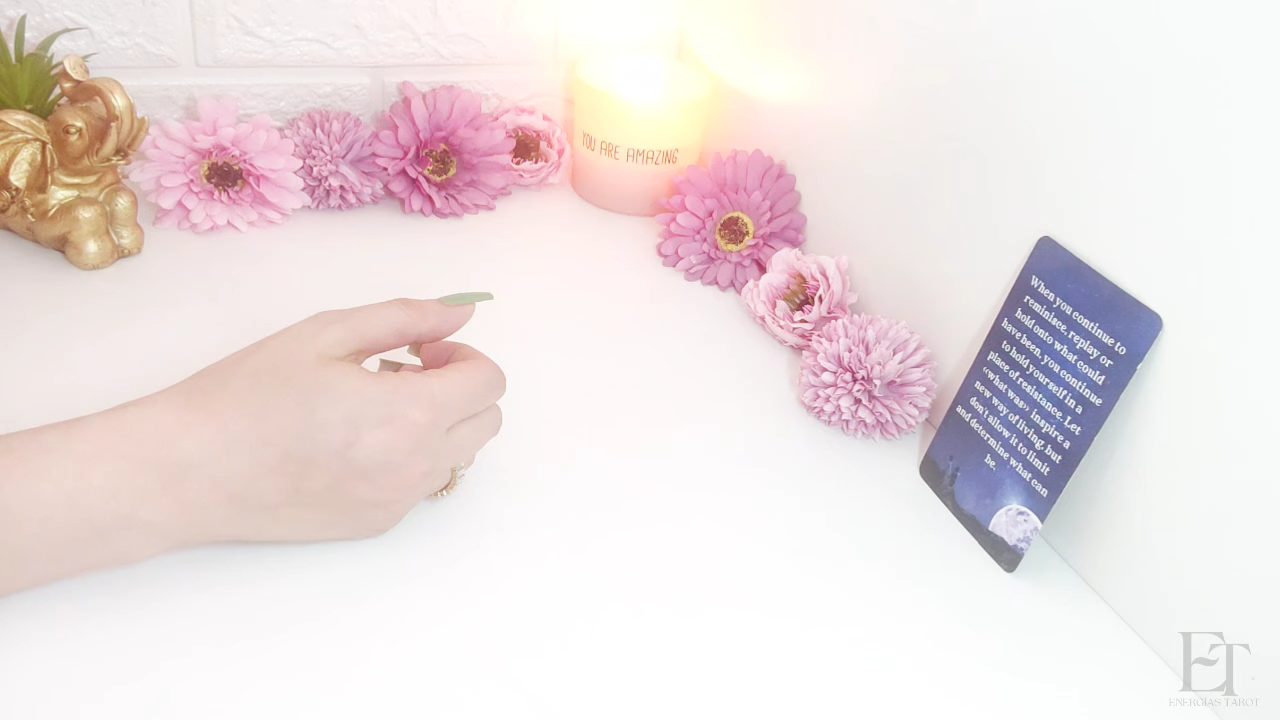 YOU ARE AMAZING
When you continue to
reminisce, replay or
hold onto what could
have been, you continue
to hold yourself in a
place of resistance. Let
«what was» inspire a
new way of living, but
don't allow it to limit
and determine what can
be.
ET
ENERGÍAS TAROT